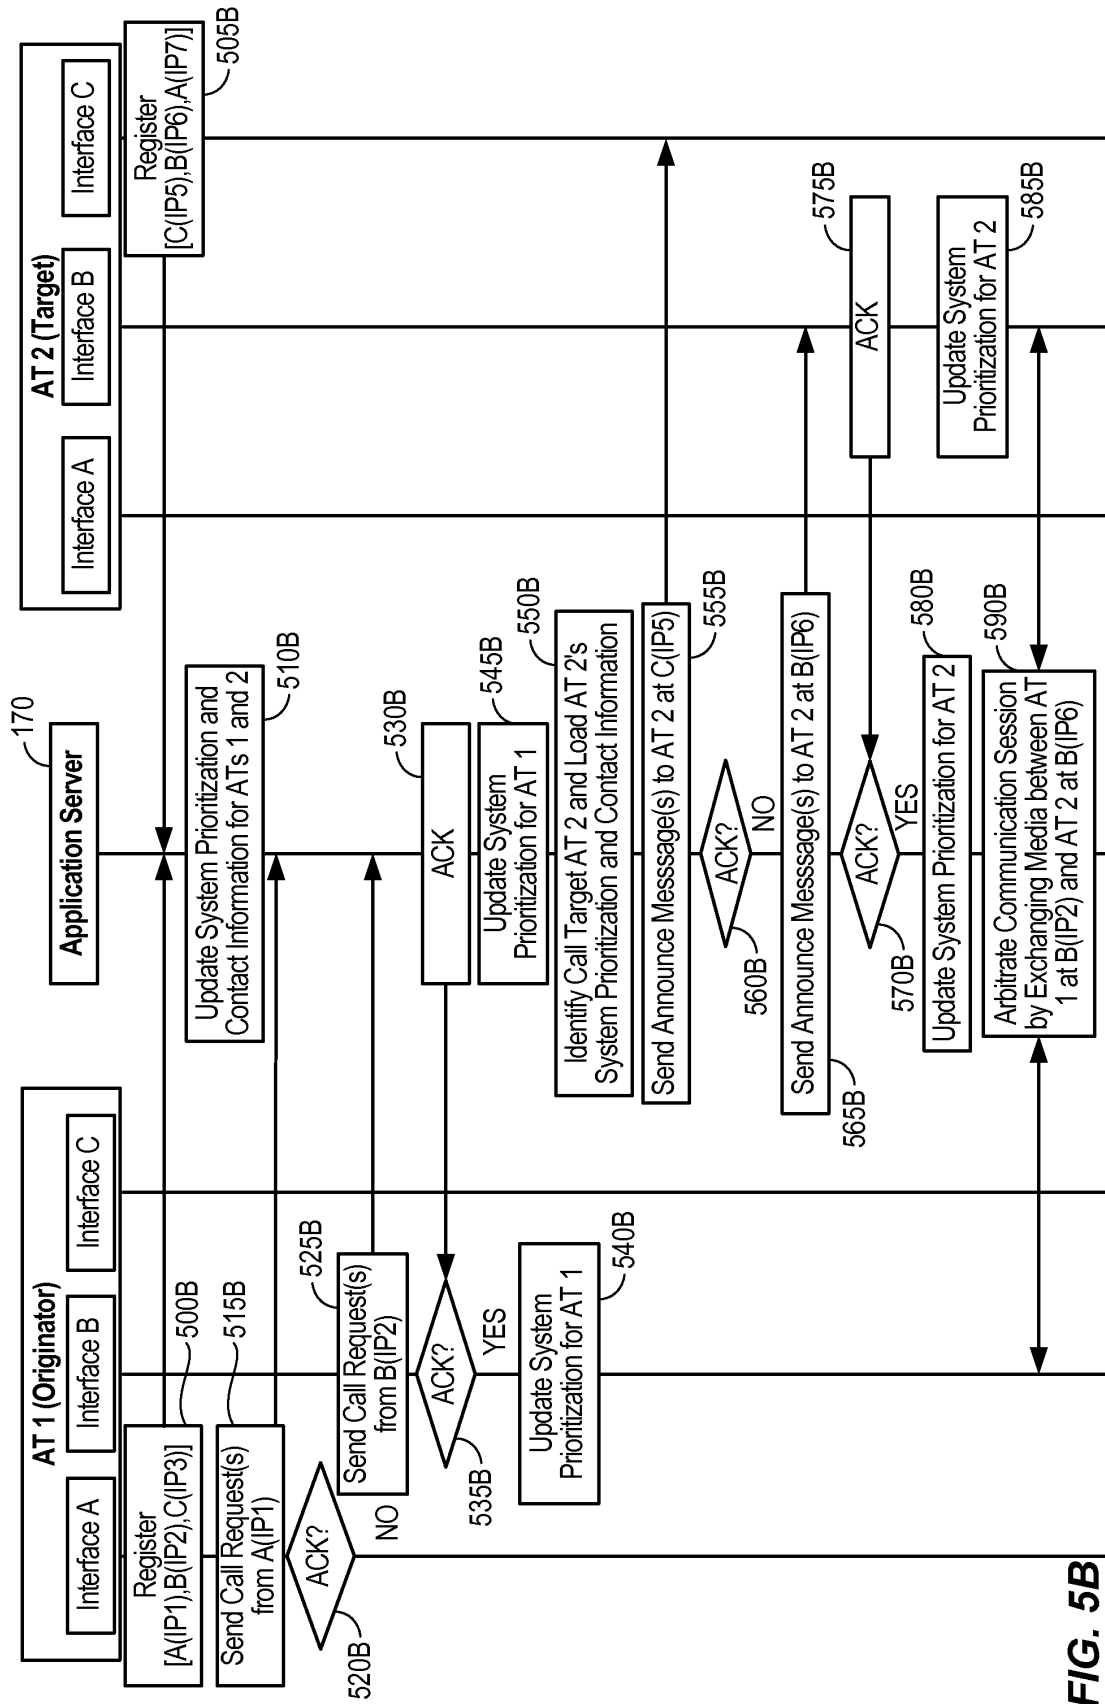 AT 1 (Originator)
Interface A
Interface B
Interface C
170
Application Server
AT 2 (Target)
Interface A
Interface B
Interface C
Register
[A(IP1),B(IP2),C(IP3)]
500B
Register
[C(IP5),B(IP6),A(IP7)]
505B
Update System Prioritization and
Contact Information for ATs 1 and 2
510B
Send Call Request(s)
from A(IP1)
515B
ACK?
520B
NO
Send Call Request(s)
from B(IP2)
525B
ACK
530B
ACK?
535B
YES
Update System
Prioritization for AT 1
540B
Update System
Prioritization for AT 1
545B
Identify Call Target AT 2 and Load AT 2's
System Prioritization and Contact Information
550B
Send Announce Messsage(s) to AT 2 at C(IP5)
555B
ACK?
560B
NO
Send Announce Messsage(s) to AT 2 at B(IP6)
565B
ACK?
570B
YES
ACK
575B
Update System Prioritization for AT 2
580B
Update System
Prioritization for AT 2
585B
Arbitrate Communication Session
by Exchanging Media between AT
1 at B(IP2) and AT 2 at B(IP6)
590B
FIG. 5B